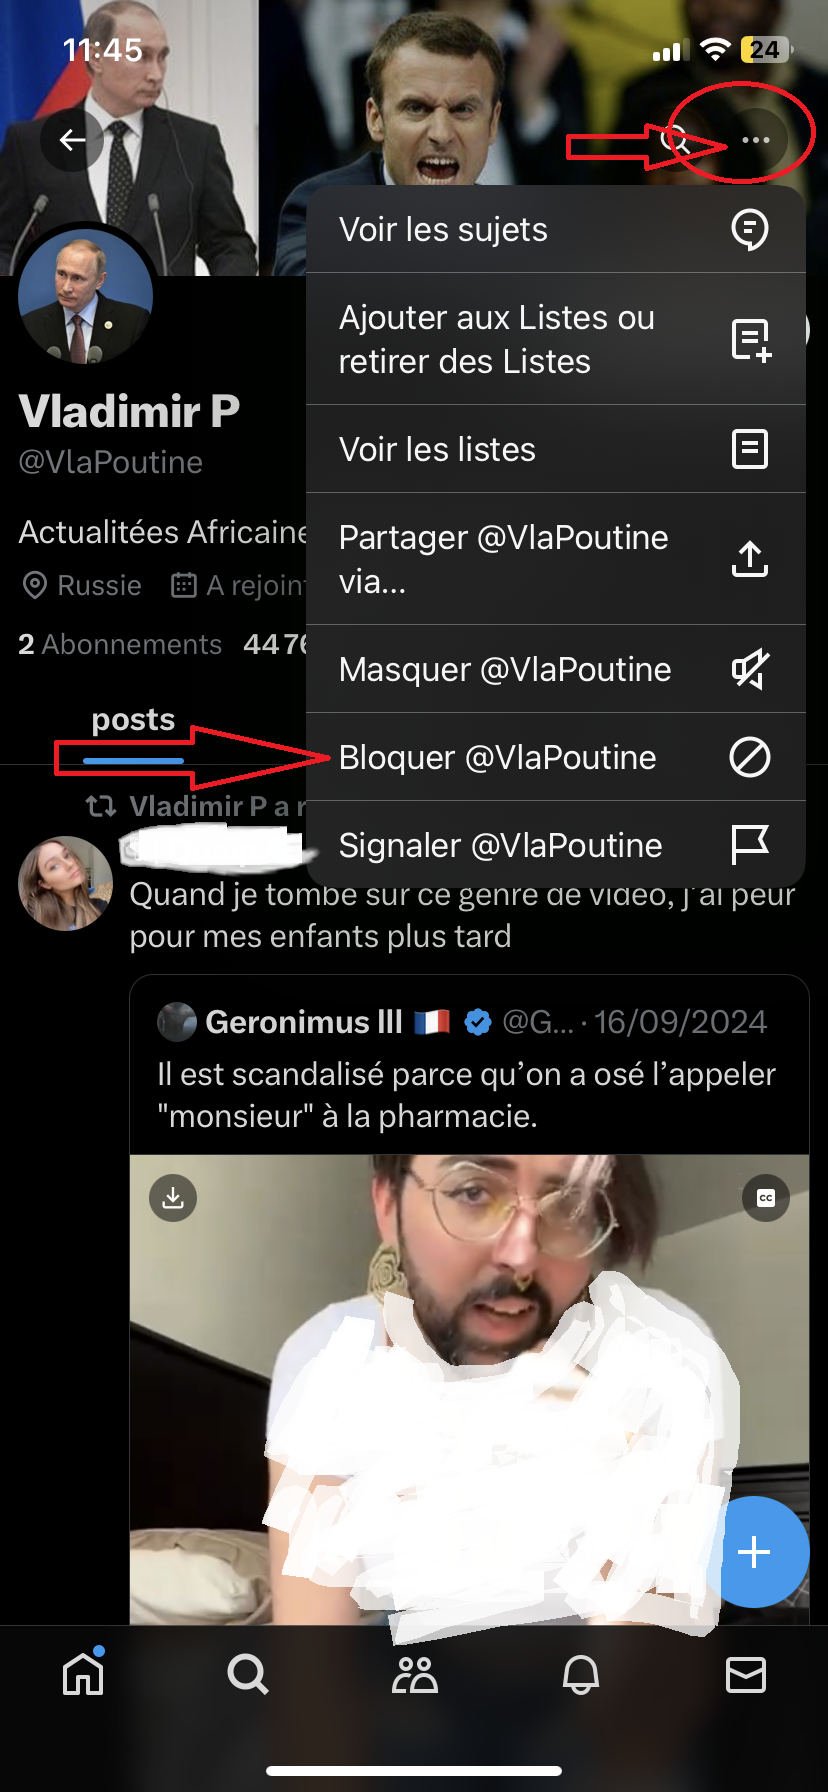 11:45
24
Voir les sujets
Ajouter aux Listes ou
retirer des Listes
Voir les listes
Partager @VlaPoutine
via...
Masquer @VlaPoutine
Bloquer @VlaPoutine
Signaler @VlaPoutine
Vladimir P
@VlaPoutine
Actualitées Africaine
Russie A rejoin
2 Abonnements 4476
posts
Vladimir P a r
Quand je tombe sur ce genre de vidéo, j'ai peur
pour mes enfants plus tard
Geronimus III @G... · 16/09/2024
Il est scandalisé parce qu'on a osé l'appeler
"monsieur" à la pharmacie.
CC